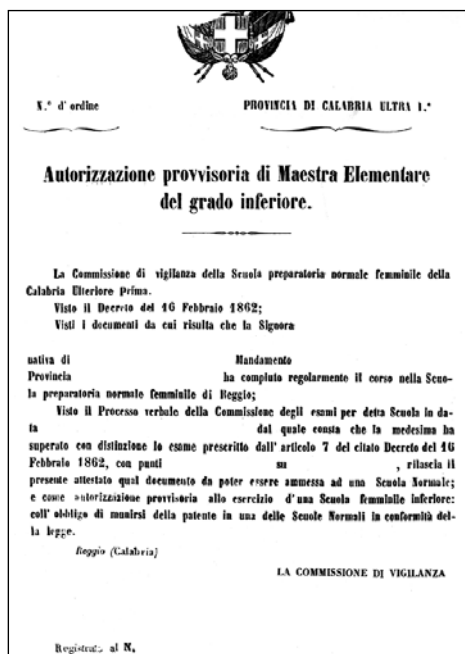 N.° d'ordine
PROVINCIA DI CALABRIA ULTRA 1.ª
Autorizzazione provvisoria di Maestra Elementare
del grado inferiore.
La Commissione di vigilanza della Scuola preparatoria normale femminile della
Calabria Ulteriore Prima.
Visto il Decreto del 16 Febbraio 1862;
Visti i documenti da cui risulta che la Signora
nativa di Mandamento
Provincia ha compiuto regolarmente il corso nella Scuo-
la preparatoria normale femminile di Reggio;
Visto il Processo verbale della Commissione degli esami per detta Scuola in da-
ta dal quale consta che la medesima ha
superato con distinzione lo esame prescritto dall' articolo 7 del citato Decreto del 16
Febbraio 1862, con punti su , rilascia il
presente attestato qual documento da poter essere ammessa ad una Scuola Normale;
e come autorizzazione provvisoria allo esercizio d'una Scuola femminile inferiore:
coll' obbligo di munirsi della patente in una delle Scuole Normali in conformità del-
la legge.
Reggio (Calabria)
LA COMMISSIONE DI VIGILANZA
Registrato al N.